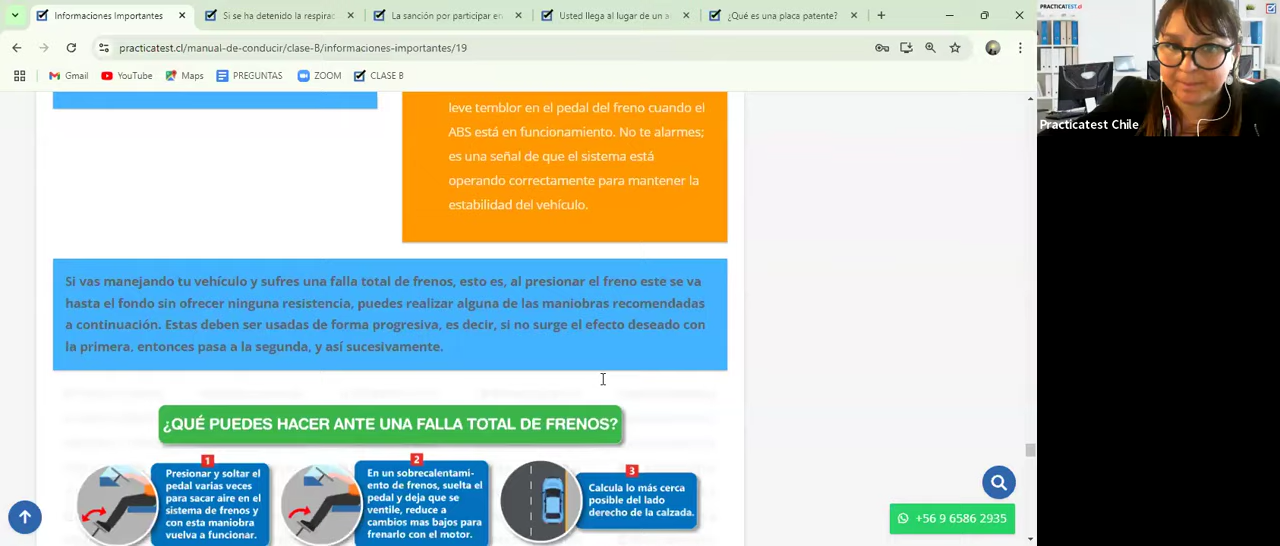 Informaciones Importantes
Si se ha detenido la respirac
La sanción por participar en
Usted llega al lugar de un a
¿Qué es una placa patente?
practicatest.cl/manual-de-conducir/clase-B/informaciones-importantes/19
Gmail
YouTube
Maps
PREGUNTAS
ZOOM
CLASE B
PRACTICATEST.cl
Practicatest Chile
leve temblor en el pedal del freno cuando el
ABS está en funcionamiento. No te alarmes;
es una señal de que el sistema está
operando correctamente para mantener la
estabilidad del vehículo.
Si vas manejando tu vehículo y sufres una falla total de frenos, esto es, al presionar el freno este se va
hasta el fondo sin ofrecer ninguna resistencia, puedes realizar alguna de las maniobras recomendadas
a continuación. Estas deben ser usadas de forma progresiva, es decir, si no surge el efecto deseado con
la primera, entonces pasa a la segunda, y así sucesivamente.
¿QUÉ PUEDES HACER ANTE UNA FALLA TOTAL DE FRENOS?
1
Presionar y soltar el
pedal varias veces
para sacar aire en el
sistema de frenos y
con esta maniobra
vuelva a funcionar.
2
En un sobrecalentami-
ento de frenos, suelta el
pedal y deja que se
ventile, reduce a
cambios mas bajos para
frenarlo con el motor.
3
Calcula lo más cerca
posible del lado
derecho de la calzada.
+56 9 6586 2935